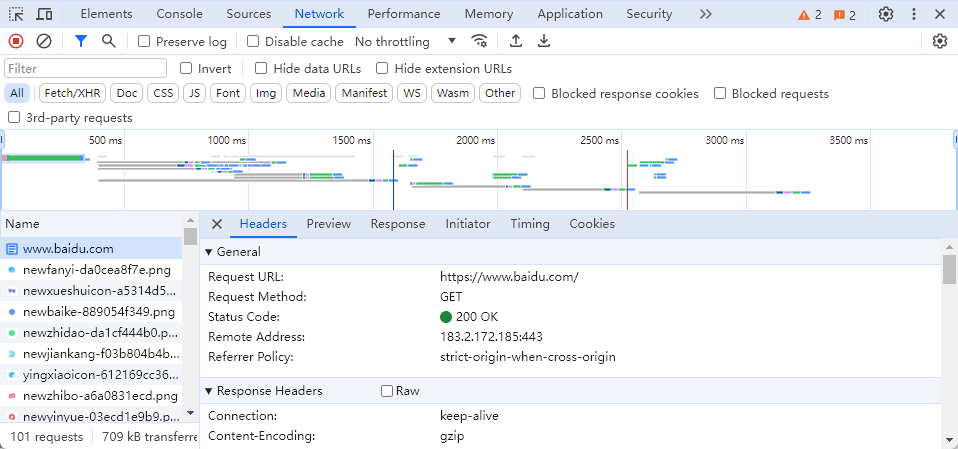 Elements Console Sources Network Performance Memory Application Security 2 2
Preserve log Disable cache No throttling
Filter Invert Hide data URLs Hide extension URLs
All Fetch/XHR Doc CSS JS Font Img Media Manifest WS Wasm Other Blocked response cookies Blocked requests
3rd-party requests
500 ms 1000 ms 1500 ms 2000 ms 2500 ms 3000 ms 3500 ms
Name Headers Preview Response Initiator Timing Cookies
www.baidu.com General
newfanyi-da0cea8f7e.png Request URL: https://www.baidu.com/
newxueshuicon-a5314d5... Request Method: GET
newbaike-889054f349.png Status Code: 200 OK
newzhidao-da1cf444b0.p... Remote Address: 183.2.172.185:443
newjiankang-f03b804b4b... Referrer Policy: strict-origin-when-cross-origin
yingxiaoicon-612169cc36...
newzhibo-a6a0831ecd.png Response Headers Raw
newyinyue-03ecd1e9b9.p... Connection: keep-alive
101 requests 709 kB transferre Content-Encoding: gzip